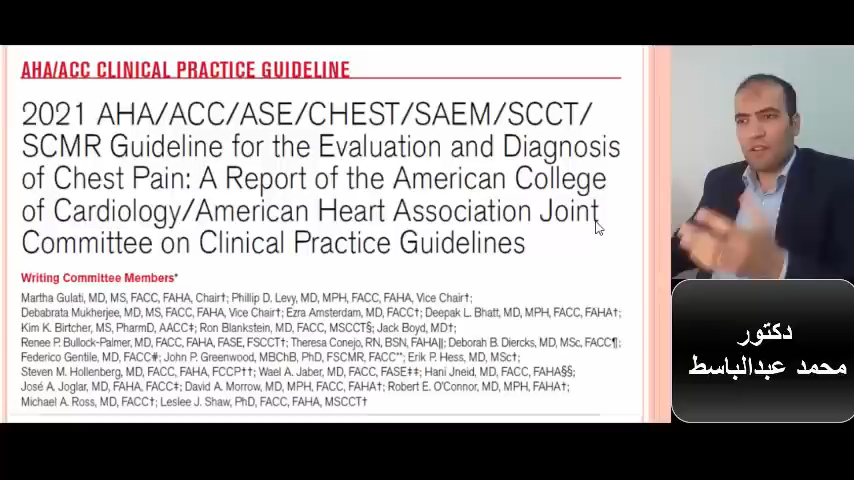 AHA/ACC CLINICAL PRACTICE GUIDELINE
2021 AHA/ACC/ASE/CHEST/SAEM/SCCT/
SCMR Guideline for the Evaluation and Diagnosis
of Chest Pain: A Report of the American College
of Cardiology/American Heart Association Joint
Committee on Clinical Practice Guidelines
Writing Committee Members*
Martha Gulati, MD, MS, FACC, FAHA, Chair†; Phillip D. Levy, MD, MPH, FACC, FAHA, Vice Chair†;
Debabrata Mukherjee, MD, MS, FACC, FAHA, Vice Chair†; Ezra Amsterdam, MD, FACC†; Deepak L. Bhatt, MD, MPH, FACC, FAHA†;
Kim K. Birtcher, MS, PharmD, AACC‡; Ron Blankstein, MD, FACC, MSCCT§; Jack Boyd, MD†;
Renee P. Bullock-Palmer, MD, FACC, FAHA, FASE, FSCCT†; Theresa Conejo, RN, BSN, FAHA‖; Deborah B. Diercks, MD, MSc, FACC¶;
Federico Gentile, MD, FACC#; John P. Greenwood, MBChB, PhD, FSCMR, FACC**; Erik P. Hess, MD, MSc†;
Steven M. Hollenberg, MD, FACC, FAHA, FCCP††; Wael A. Jaber, MD, FACC, FASE‡‡; Hani Jneid, MD, FACC, FAHA§§;
José A. Joglar, MD, FAHA, FACC‡; David A. Morrow, MD, MPH, FACC, FAHA†; Robert E. O'Connor, MD, MPH, FAHA†;
Michael A. Ross, MD, FACC†; Leslee J. Shaw, PhD, FACC, FAHA, MSCCT†
دكتور
محمد عبدالباسط